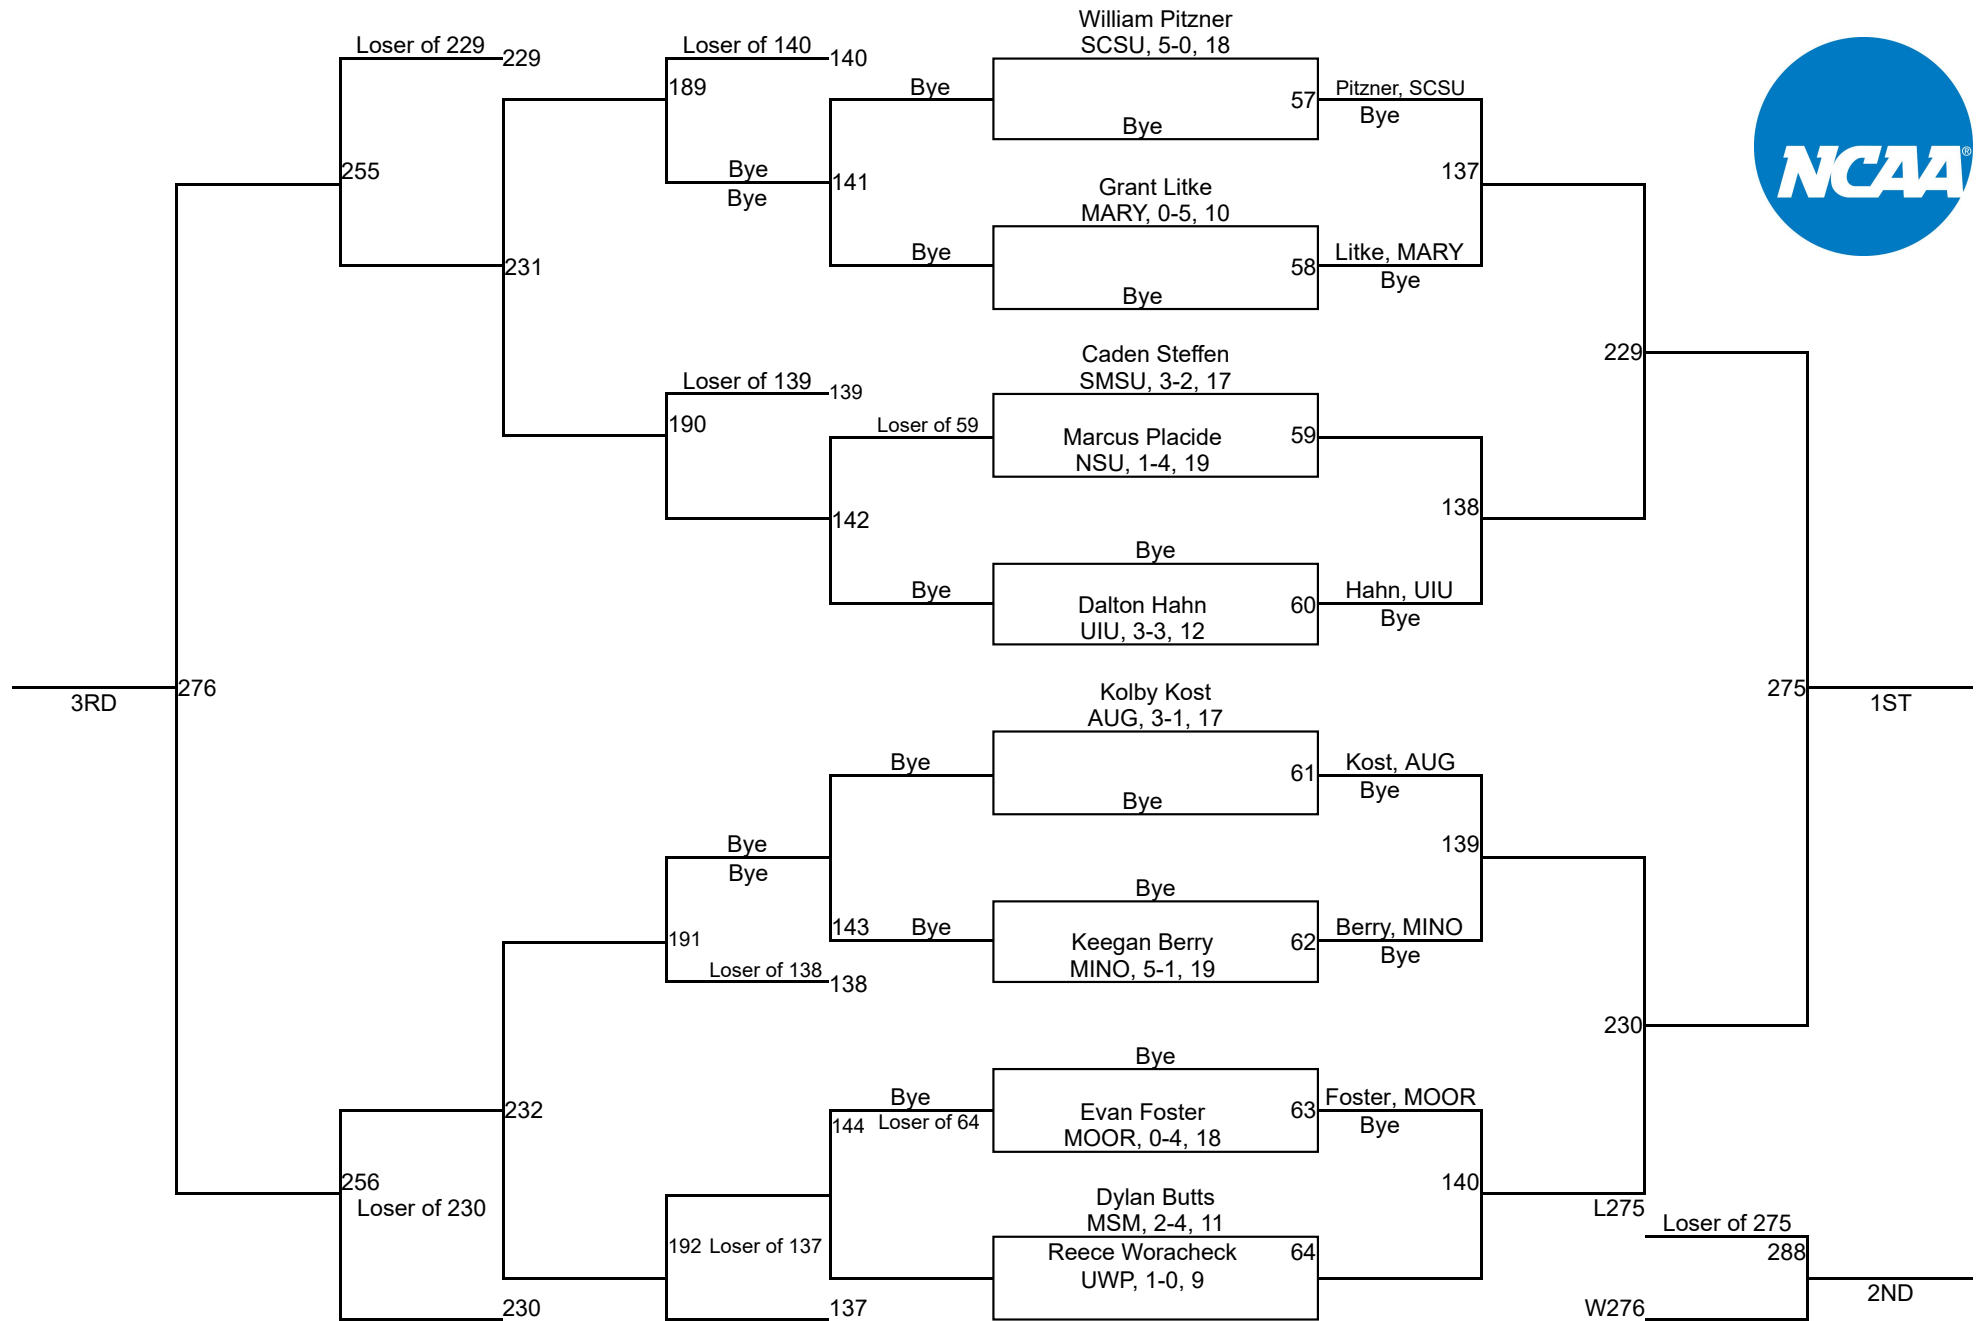 William Pitzner
Loser of 229
229
Loser of 140
140
SCSU, 5-0, 18
189
Bye
57
Pitzner, SCSU
Bye
Bye
NCAA®
255
Bye
Bye
141
Grant Litke
MARY, 0-5, 10
137
231
Bye
58
Litke, MARY
Bye
Bye
Caden Steffen
229
Loser of 139
139
SMSU, 3-2, 17
190
Loser of 59
Marcus Placide
NSU, 1-4, 19
59
142
138
Bye
Bye
Dalton Hahn
UIU, 3-3, 12
60
Hahn, UIU
Bye
3RD
276
Kolby Kost
AUG, 3-1, 17
275
1ST
Bye
61
Kost, AUG
Bye
Bye
Bye
Bye
139
Bye
143
Bye
191
Keegan Berry
MINO, 5-1, 19
62
Berry, MINO
Bye
Loser of 138
138
230
Bye
232
Bye
144
Loser of 64
Evan Foster
MOOR, 0-4, 18
63
Foster, MOOR
Bye
256
Loser of 230
Dylan Butts
MSM, 2-4, 11
140
L275
Loser of 275
192
Loser of 137
Reece Woracheck
UWP, 1-0, 9
64
288
230
137
W276
2ND